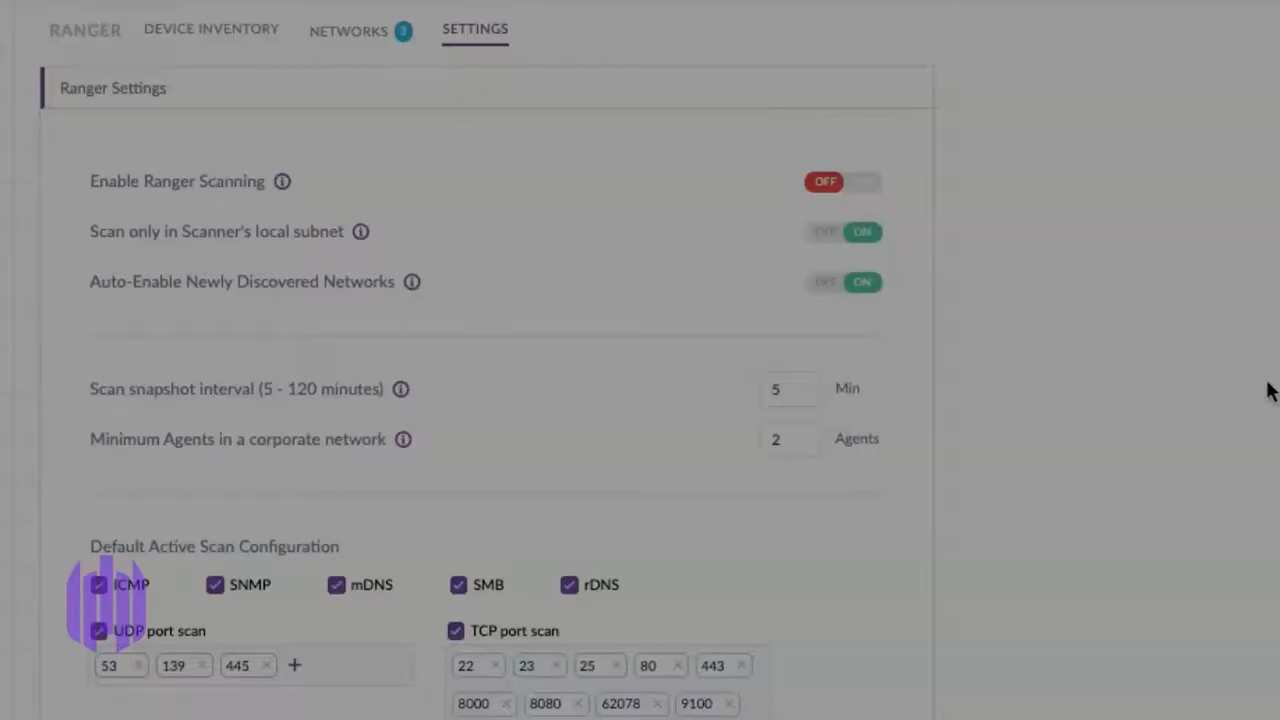 RANGER DEVICE INVENTORY NETWORKS 3 SETTINGS
Ranger Settings
Enable Ranger Scanning OFF
Scan only in Scanner's local subnet OFF ON
Auto-Enable Newly Discovered Networks OFF ON
Scan snapshot interval (5 - 120 minutes) 5 Min
Minimum Agents in a corporate network 2 Agents
Default Active Scan Configuration
ICMP SNMP mDNS SMB rDNS
UDP port scan TCP port scan
53 139 445 + 22 23 25 80 443
8000 8080 62078 9100